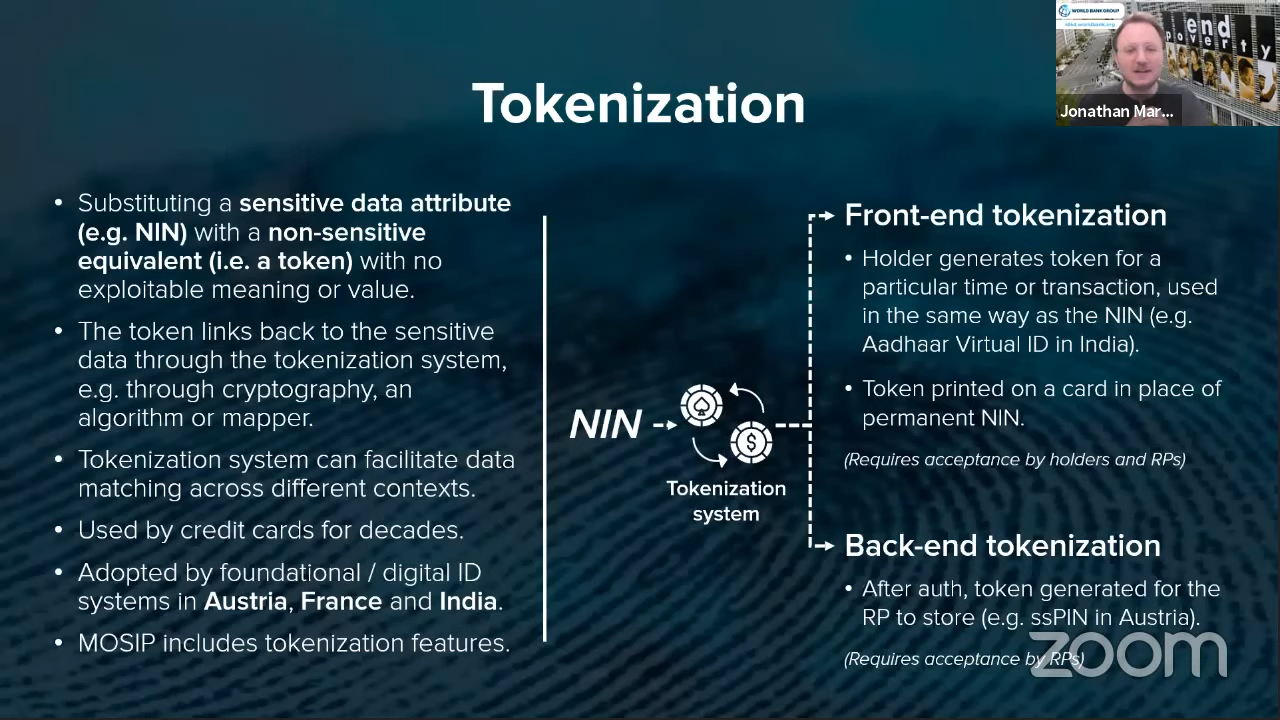 WORLD BANK GROUP
id4d.worldbank.org
end
poverty
Jonathan Mar...
Tokenization
• Substituting a sensitive data attribute
(e.g. NIN) with a non-sensitive
equivalent (i.e. a token) with no
exploitable meaning or value.
• The token links back to the sensitive
data through the tokenization system,
e.g. through cryptography, an
algorithm or mapper.
• Tokenization system can facilitate data
matching across different contexts.
• Used by credit cards for decades.
• Adopted by foundational / digital ID
systems in Austria, France and India.
• MOSIP includes tokenization features.
NIN
$
Tokenization
system
Front-end tokenization
• Holder generates token for a
particular time or transaction, used
in the same way as the NIN (e.g.
Aadhaar Virtual ID in India).
• Token printed on a card in place of
permanent NIN.
(Requires acceptance by holders and RPs)
Back-end tokenization
• After auth, token generated for the
RP to store (e.g. ssPIN in Austria).
(Requires acceptance by RPs)
zoom